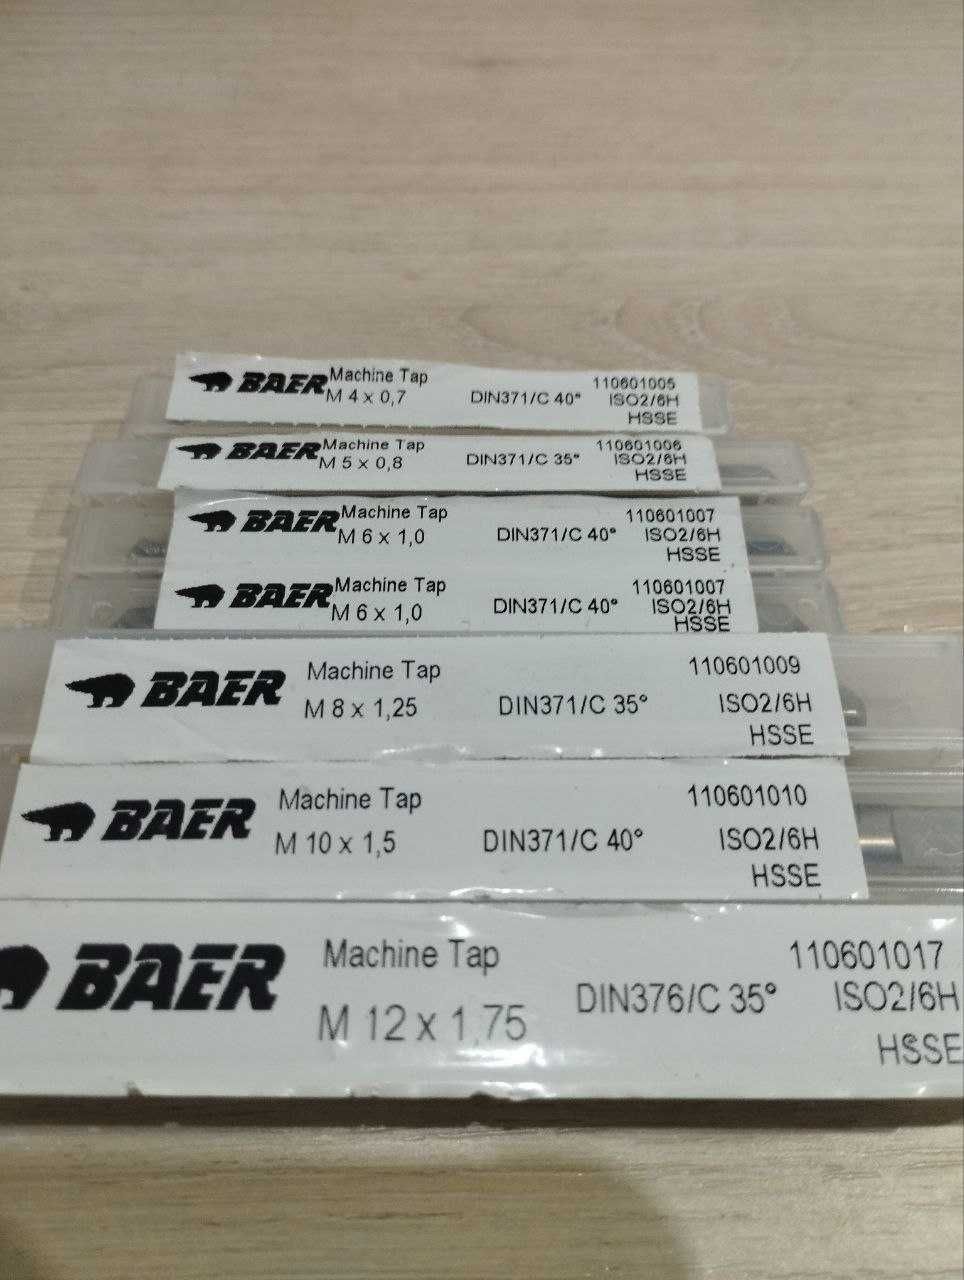 BAER Machine Tap 110601005
M 4 x 0,7 DIN371/C 40° ISO2/6H
HSSE
BAER Machine Tap 110601006
M 5 x 0,8 DIN371/C 35° ISO2/6H
HSSE
BAER Machine Tap 110601007
M 6 x 1,0 DIN371/C 40° ISO2/6H
HSSE
BAER Machine Tap 110601007
M 6 x 1,0 DIN371/C 40° ISO2/6H
HSSE
BAER Machine Tap 110601009
M 8 x 1,25 DIN371/C 35° ISO2/6H
HSSE
BAER Machine Tap 110601010
M 10 x 1,5 DIN371/C 40° ISO2/6H
HSSE
BAER Machine Tap 110601017
M 12 x 1,75 DIN376/C 35° ISO2/6H
HSSE